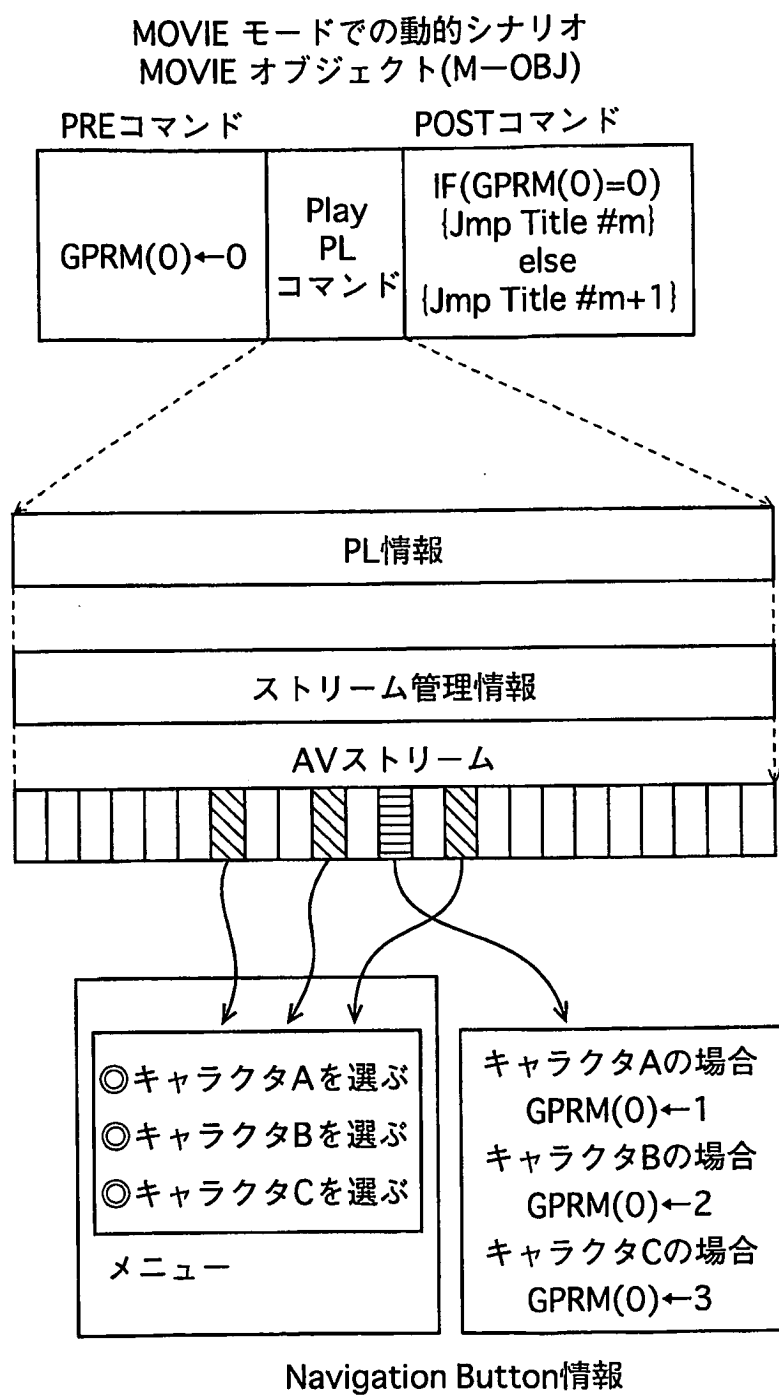 MOVIE モードでの動的シナリオ
MOVIE オブジェクト(M－OBJ)
PREコマンド
POSTコマンド
GPRM(0)←0
Play
PL
コマンド
IF(GPRM(0)=0)
{Jmp Title #m}
else
{Jmp Title #m+1}
PL情報
ストリーム管理情報
AVストリーム
◎キャラクタAを選ぶ
◎キャラクタBを選ぶ
◎キャラクタCを選ぶ
メニュー
キャラクタAの場合
GPRM(0)←1
キャラクタBの場合
GPRM(0)←2
キャラクタCの場合
GPRM(0)←3
Navigation Button情報